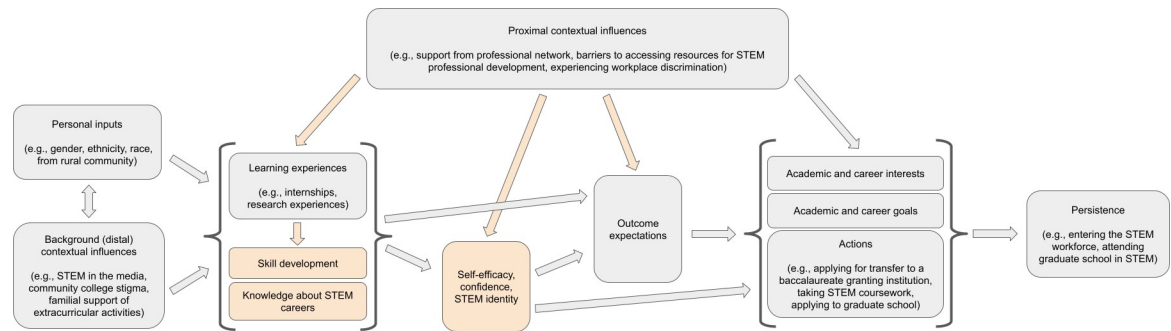 Proximal contextual influences
(e.g., support from professional network, barriers to accessing resources for STEM
professional development, experiencing workplace discrimination)
Personal inputs
(e.g., gender, ethnicity, race,
from rural community)
Background (distal)
contextual influences
(e.g., STEM in the media,
community college stigma,
familial support of
extracurricular activities)
Learning experiences
(e.g., internships,
research experiences)
Skill development
Knowledge about STEM
careers
Self-efficacy,
confidence,
STEM identity
Outcome
expectations
Academic and career interests
Academic and career goals
Actions
(e.g., applying for transfer to a
baccalaureate granting institution,
taking STEM coursework,
applying to graduate school)
Persistence
(e.g., entering the STEM
workforce, attending
graduate school in STEM)